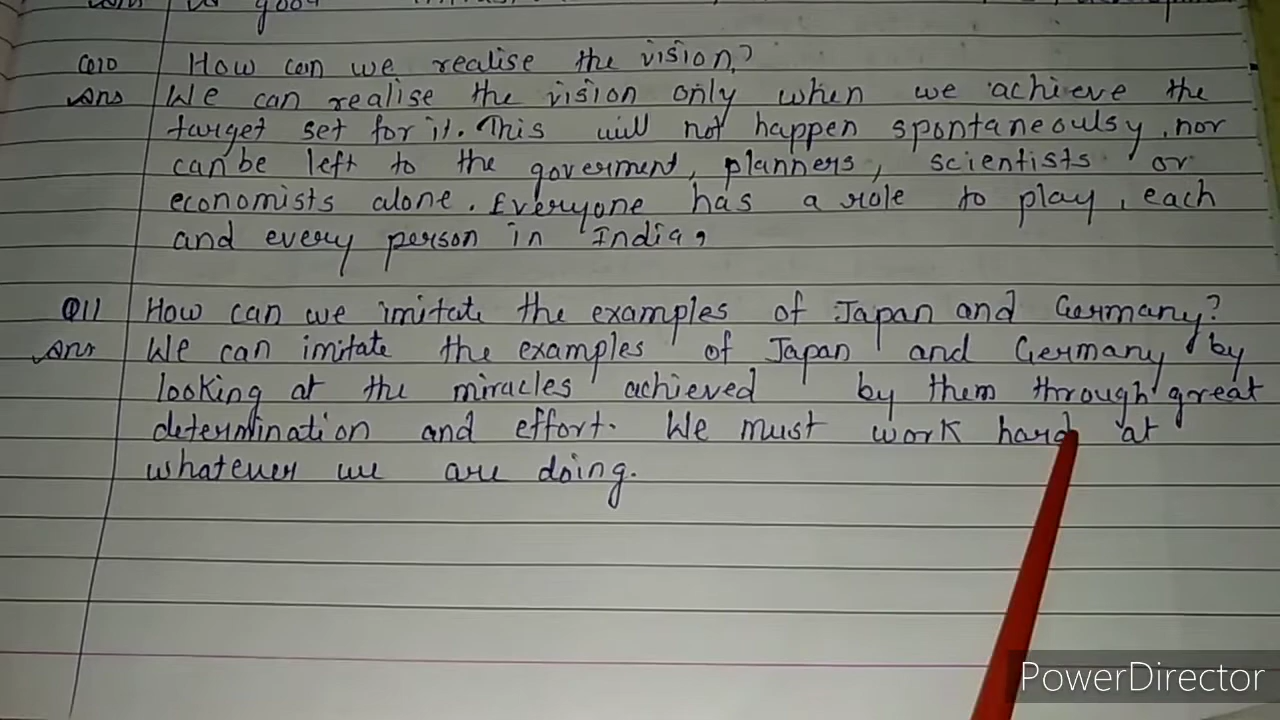 good
Q10 How can we realise the vision?
Ans We can realise the vision only when we achieve the
target set for it. This will not happen spontaneoulsy, nor
can be left to the goverment, planners, scientists or
economists alone. Everyone has a role to play, each
and every person in India,
Q11 How can we imitate the examples of Japan and Germany?
Ans We can imitate the examples of Japan and Germany by
looking at the miracles achieved by them through great
determination and effort. We must work hard at
whatever we are doing.
PowerDirector